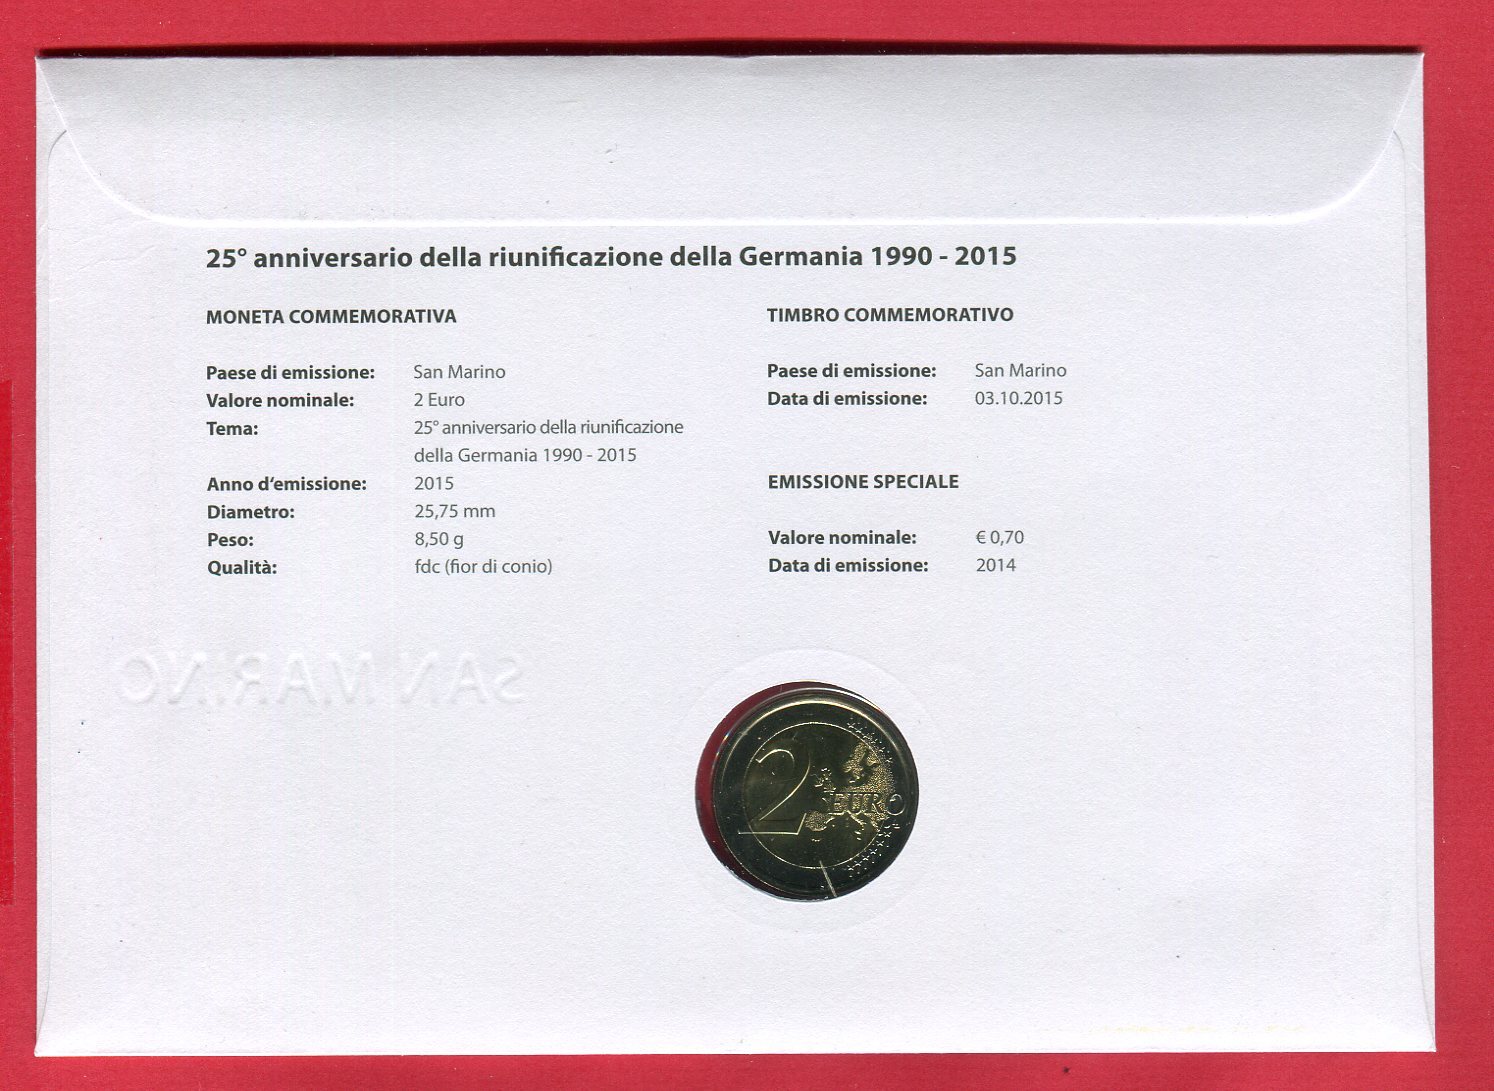 25° anniversario della riunificazione della Germania 1990 - 2015
MONETA COMMEMORATIVA
Paese di emissione: San Marino
Valore nominale: 2 Euro
Tema: 25° anniversario della riunificazione
della Germania 1990 - 2015
Anno d‘emissione: 2015
Diametro: 25,75 mm
Peso: 8,50 g
Qualità: fdc (fior di conio)
TIMBRO COMMEMORATIVO
Paese di emissione: San Marino
Data di emissione: 03.10.2015
EMISSIONE SPECIALE
Valore nominale: € 0,70
Data di emissione: 2014
SAN MARINO
2 EURO